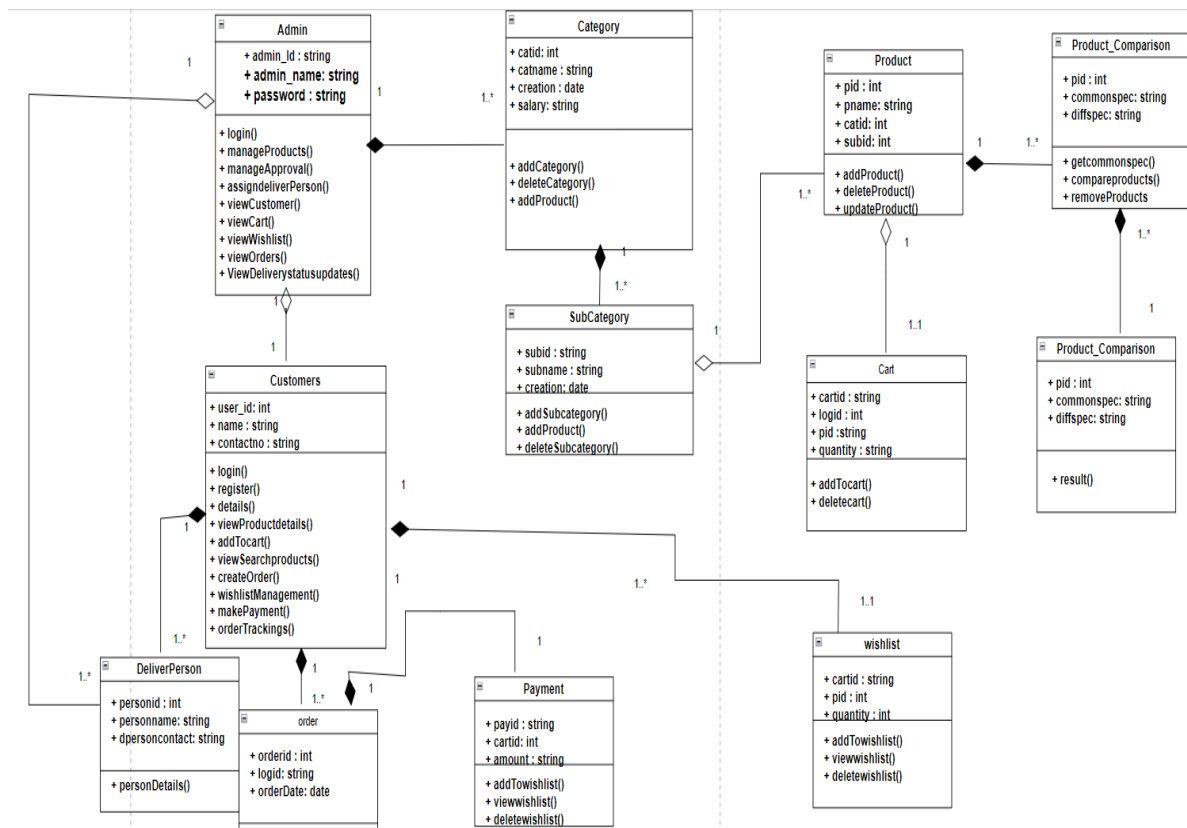 Admin
+ admin_Id : string
+ admin_name: string
+ password : string
+ login()
+ manageProducts()
+ manageApproval()
+ assigndeliverPerson()
+ viewCustomer()
+ viewCart()
+ viewWishlist()
+ viewOrders()
+ ViewDeliverystatusupdates()
1
1
1..*
Category
+ catid: int
+ catname : string
+ creation : date
+ salary: string
+ addCategory()
+ deleteCategory()
+ addProduct()
1
1..*
SubCategory
+ subid : string
+ subname : string
+ creation: date
+ addSubcategory()
+ addProduct()
+ deleteSubcategory()
1
1..*
Product
+ pid : int
+ pname: string
+ catid: int
+ subid: int
+ addProduct()
+ deleteProduct()
+ updateProduct()
1
1..*
Product_Comparison
+ pid : int
+ commonspec: string
+ diffspec: string
+ getcommonspec()
+ compareproducts()
+ removeProducts
1..*
1
Product_Comparison
+ pid : int
+ commonspec: string
+ diffspec: string
+ result()
1
1..1
Cart
+ cartid : string
+ logid : int
+ pid :string
+ quantity : string
+ addTocart()
+ deletecart()
1
1
Customers
+ user_id: int
+ name : string
+ contactno : string
+ login()
+ register()
+ details()
+ viewProductdetails()
+ addTocart()
+ viewSearchproducts()
+ createOrder()
+ wishlistManagement()
+ makePayment()
+ orderTrackings()
1
1
1
1..*
1..1
1..*
1..*
DeliverPerson
+ personid : int
+ personname: string
+ dpersoncontact: string
+ personDetails()
1
1..*
order
+ orderid : int
+ logid: string
+ orderDate: date
1
1
Payment
+ payid : string
+ cartid: int
+ amount : string
+ addTowishlist()
+ viewwishlist()
+ deletewishlist()
wishlist
+ cartid : string
+ pid : int
+ quantity : int
+ addTowishlist()
+ viewwishlist()
+ deletewishlist()